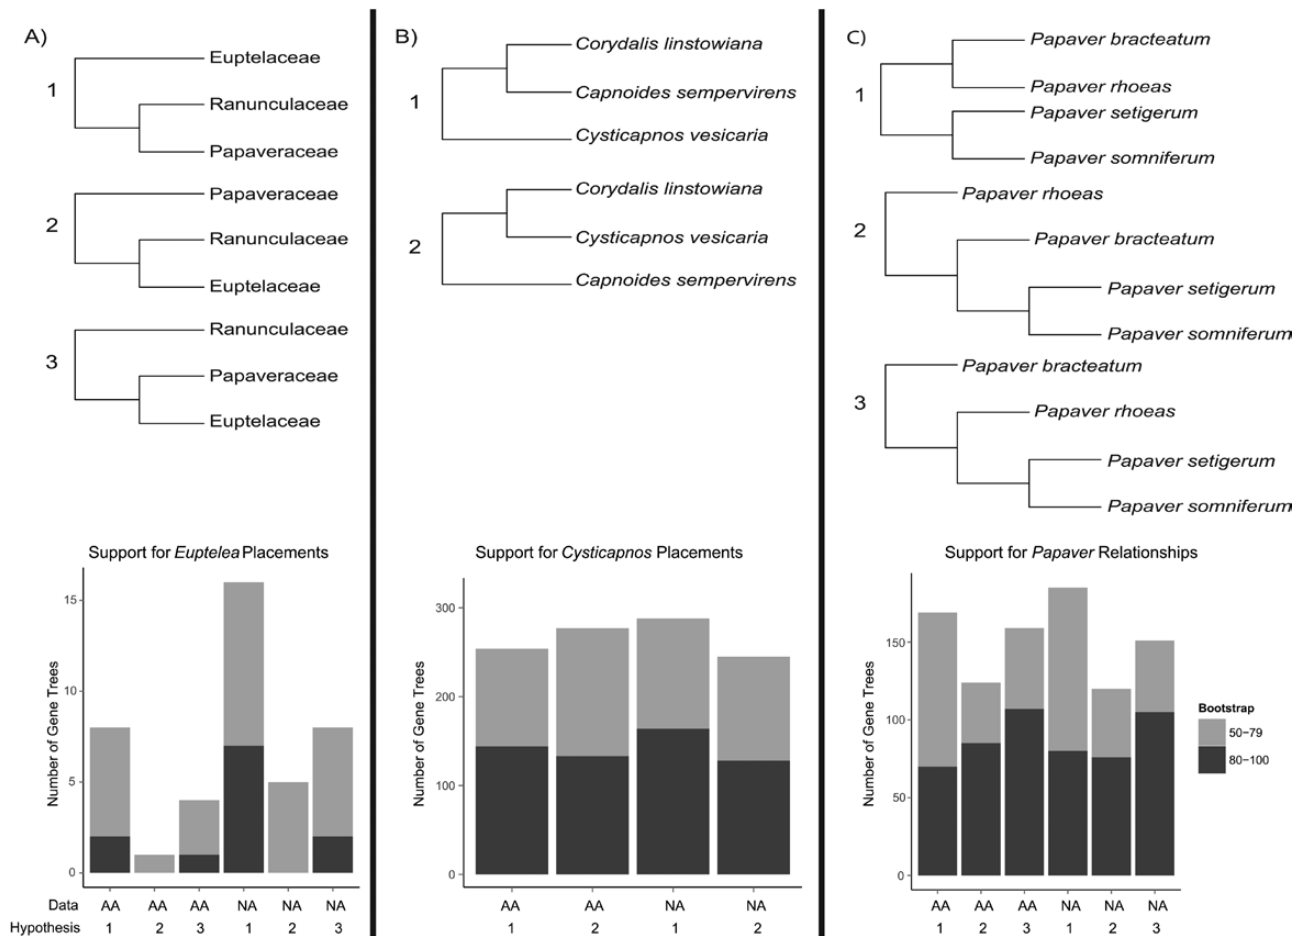 A)
1
Euptelaceae
Ranunculaceae
Papaveraceae
2
Papaveraceae
Ranunculaceae
Euptelaceae
3
Ranunculaceae
Papaveraceae
Euptelaceae
Support for Euptelea Placements
Number of Gene Trees
15
10
5
0
Data AA AA AA NA NA NA
Hypothesis 1 2 3 1 2 3
B)
1
Corydalis linstowiana
Capnoides sempervirens
Cysticapnos vesicaria
2
Corydalis linstowiana
Cysticapnos vesicaria
Capnoides sempervirens
Support for Cysticapnos Placements
Number of Gene Trees
300
200
100
0
AA AA NA NA
1 2 1 2
C)
1
Papaver bracteatum
Papaver rhoeas
Papaver setigerum
Papaver somniferum
2
Papaver rhoeas
Papaver bracteatum
Papaver setigerum
Papaver somniferum
3
Papaver bracteatum
Papaver rhoeas
Papaver setigerum
Papaver somniferum
Support for Papaver Relationships
Number of Gene Trees
150
100
50
0
AA AA AA NA NA NA
1 2 3 1 2 3
Bootstrap
50−79
80−100